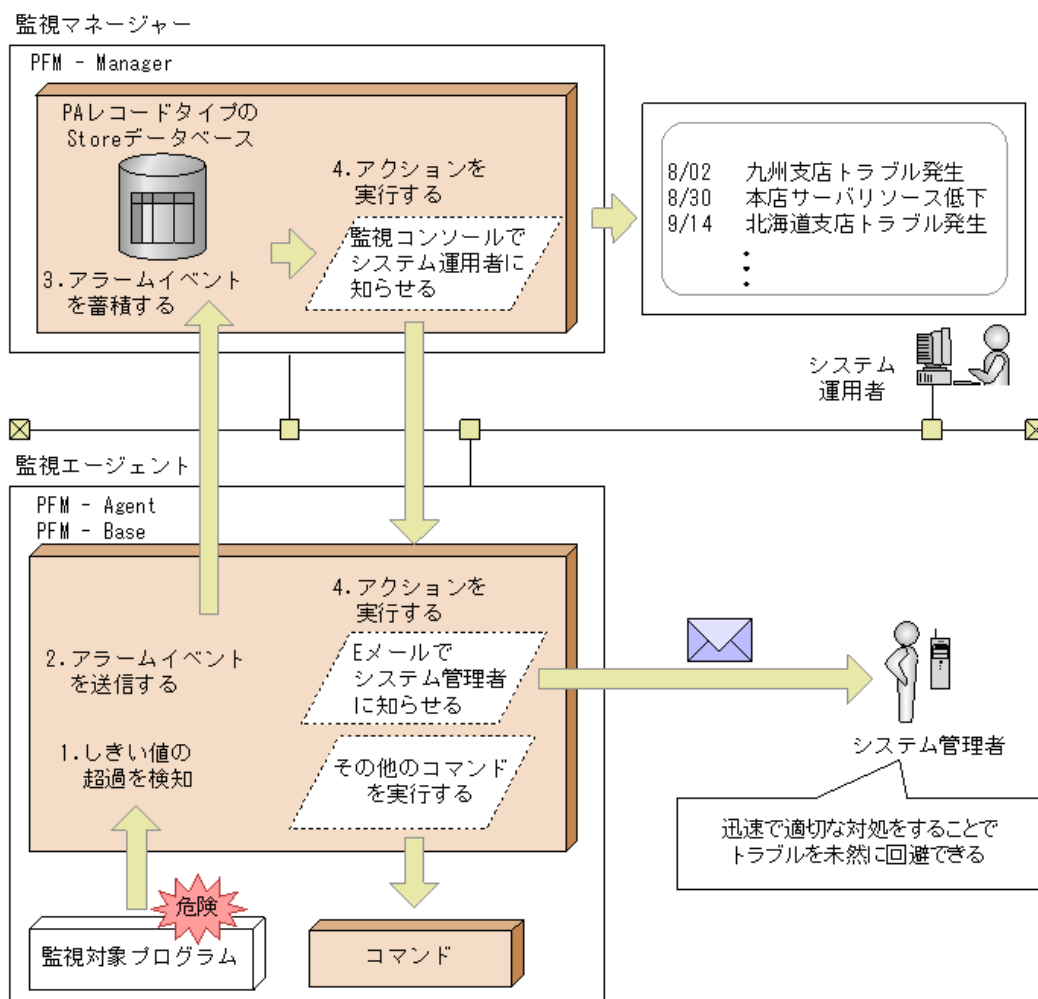 監視マネージャー
PFM - Manager
PAレコードタイプの
Storeデータベース
3.アラームイベント
を蓄積する
4.アクションを
実行する
監視コンソールで
システム運用者に
知らせる
8/02 九州支店トラブル発生
8/30 本店サーバリソース低下
9/14 北海道支店トラブル発生
システム
運用者
監視エージェント
PFM - Agent
PFM - Base
2.アラームイベント
を送信する
1.しきい値の
超過を検知
4.アクションを
実行する
Eメールで
システム管理者
に知らせる
その他のコマンド
を実行する
システム管理者
迅速で適切な対処をすることで
トラブルを未然に回避できる
危険
監視対象プログラム
コマンド